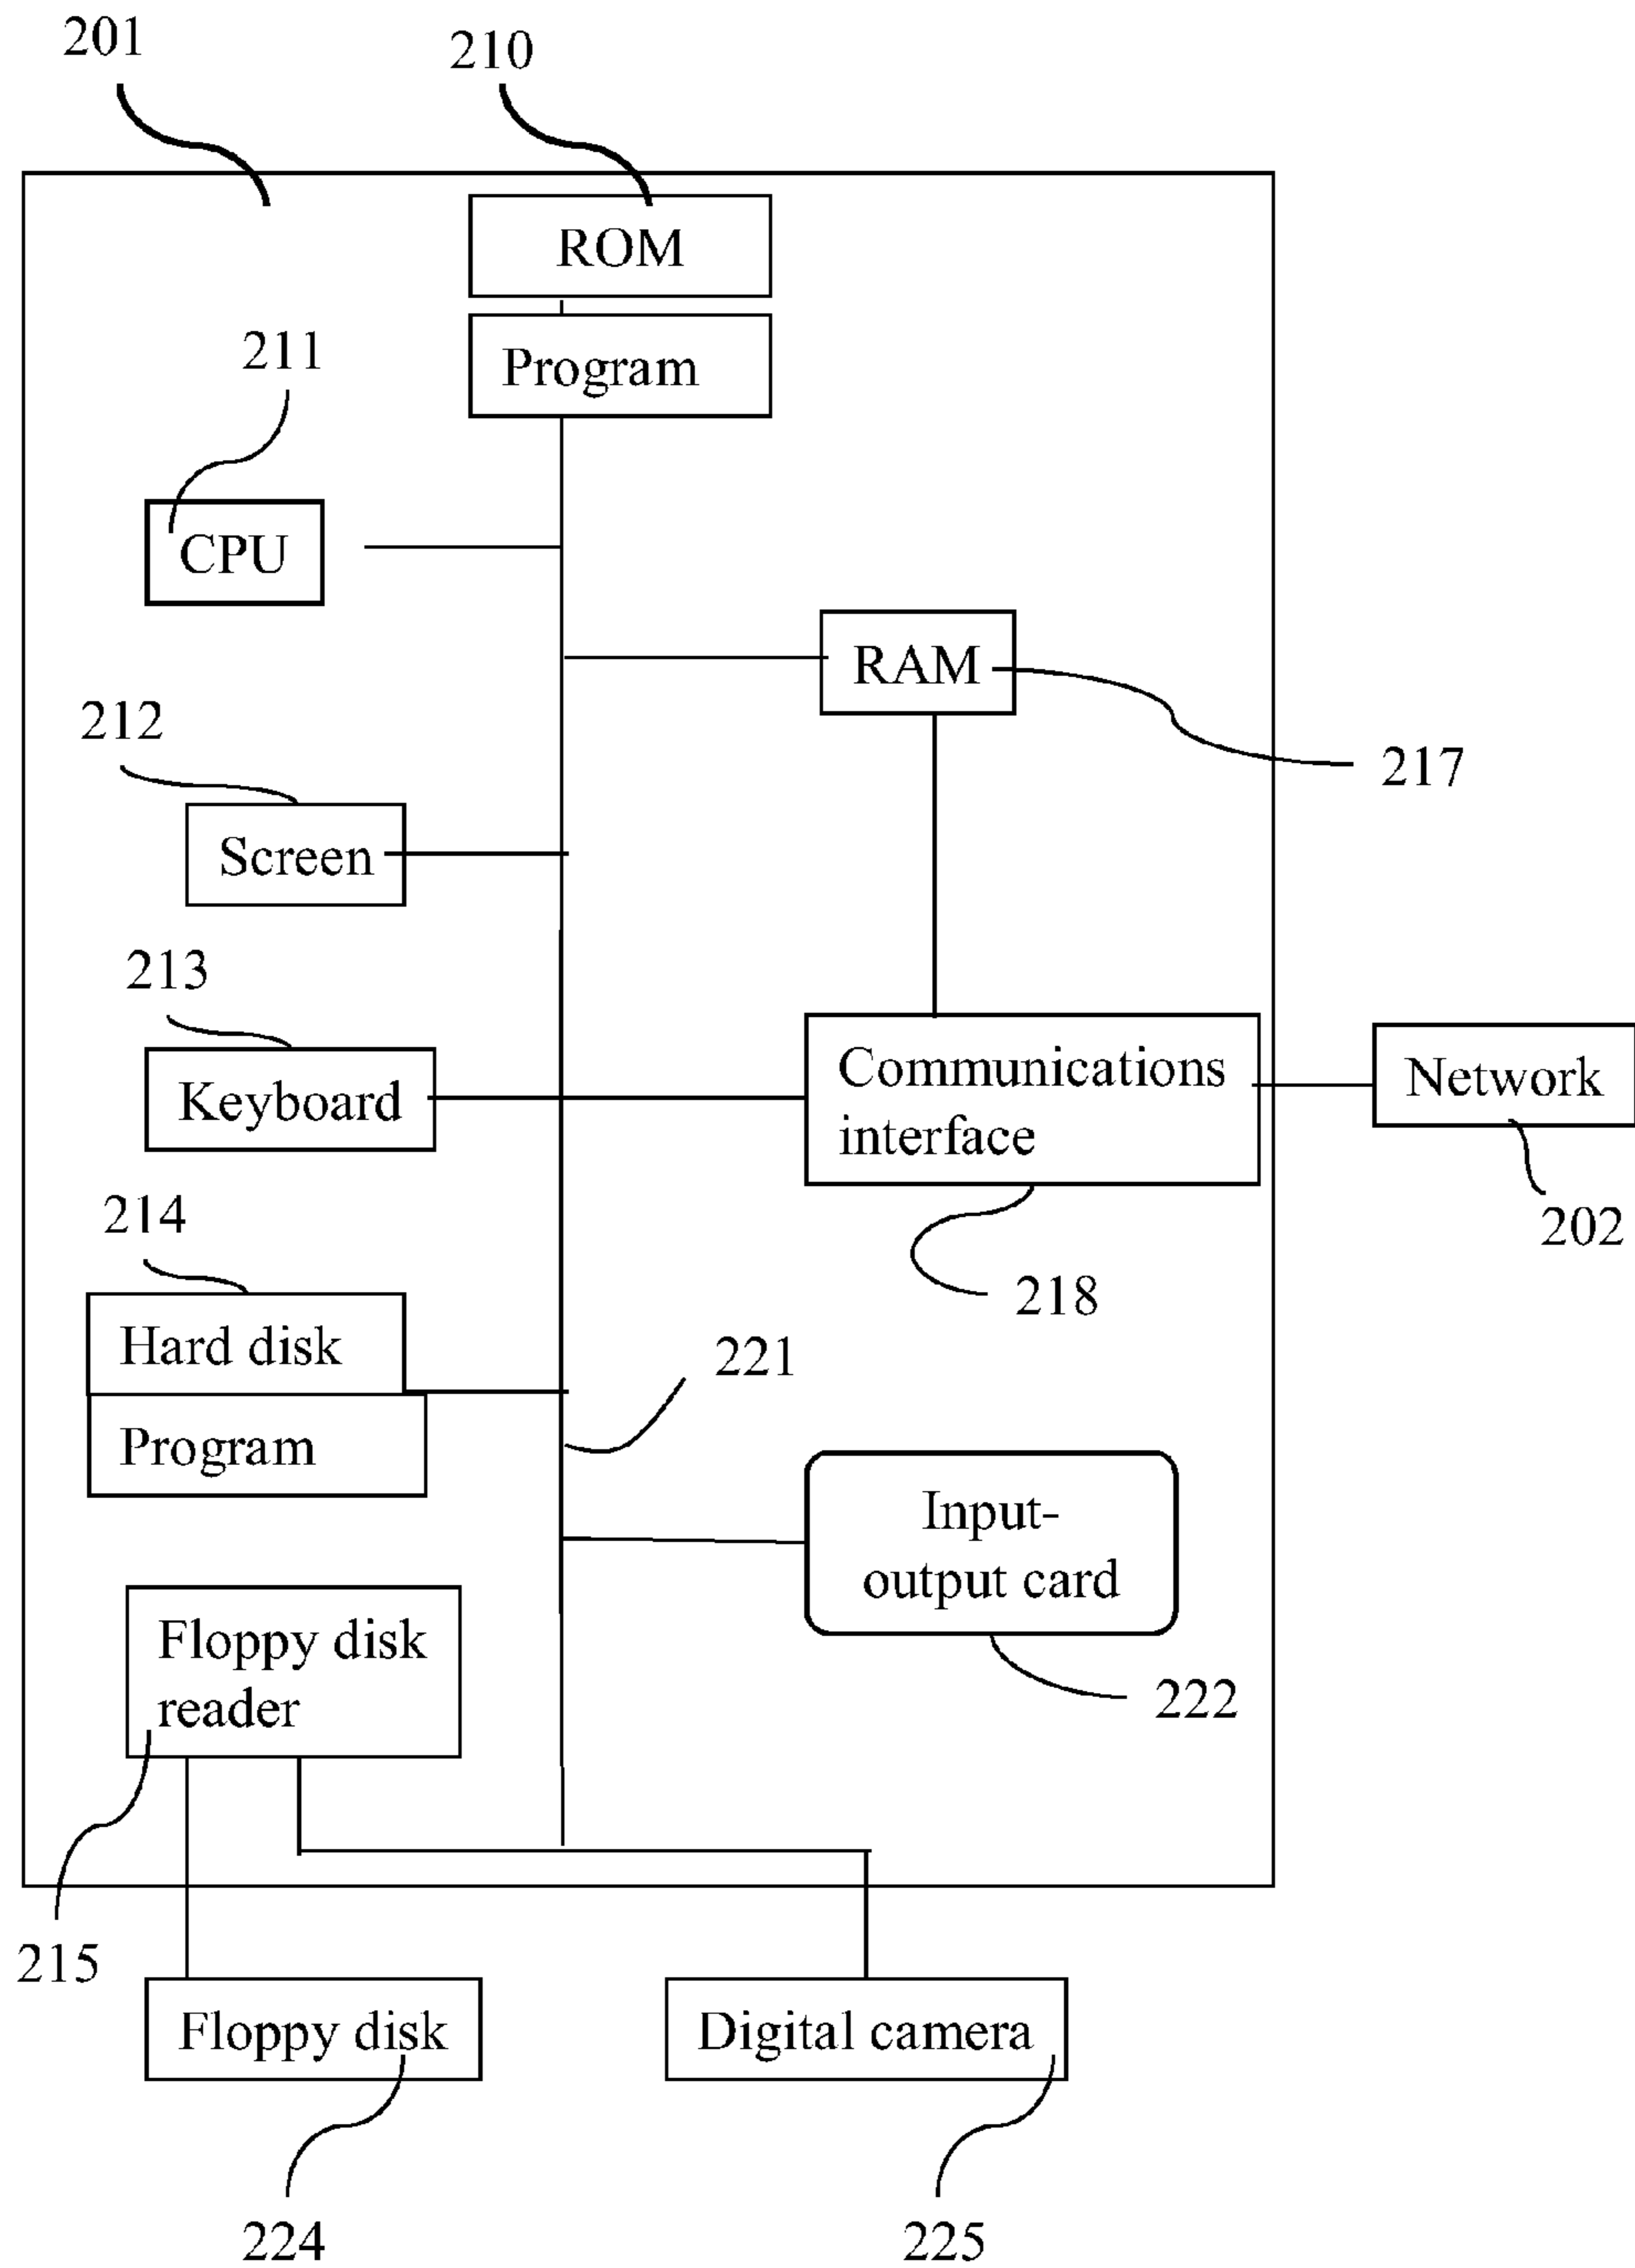 201
210
ROM
Program
211
CPU
RAM
217
212
Screen
213
Keyboard
Communications
interface
Network
202
218
214
Hard disk
Program
221
Input-
output card
222
Floppy disk
reader
215
Floppy disk
Digital camera
224
225